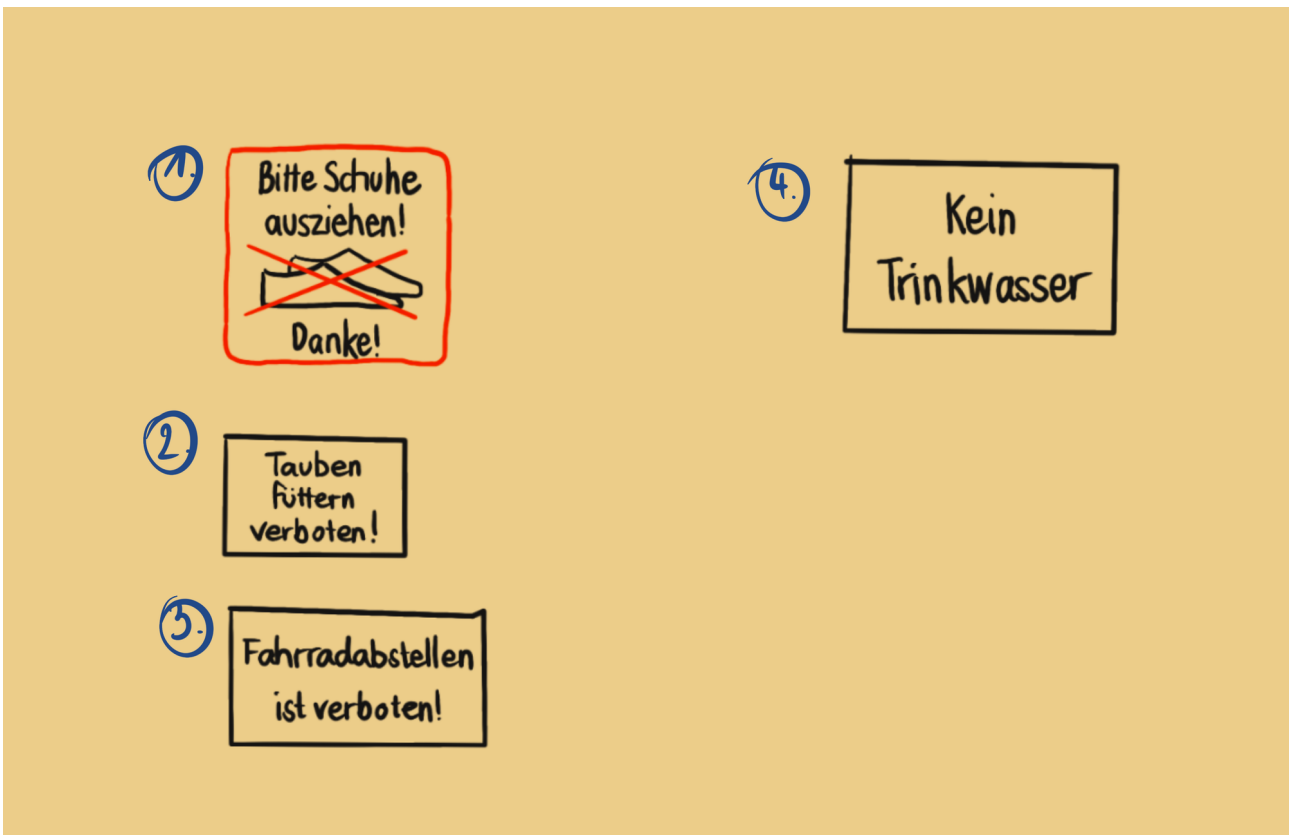 1.
Bitte Schuhe
ausziehen!
Danke!
2.
Tauben
füttern
verboten!
3.
Fahrradabstellen
ist verboten!
4.
Kein
Trinkwasser